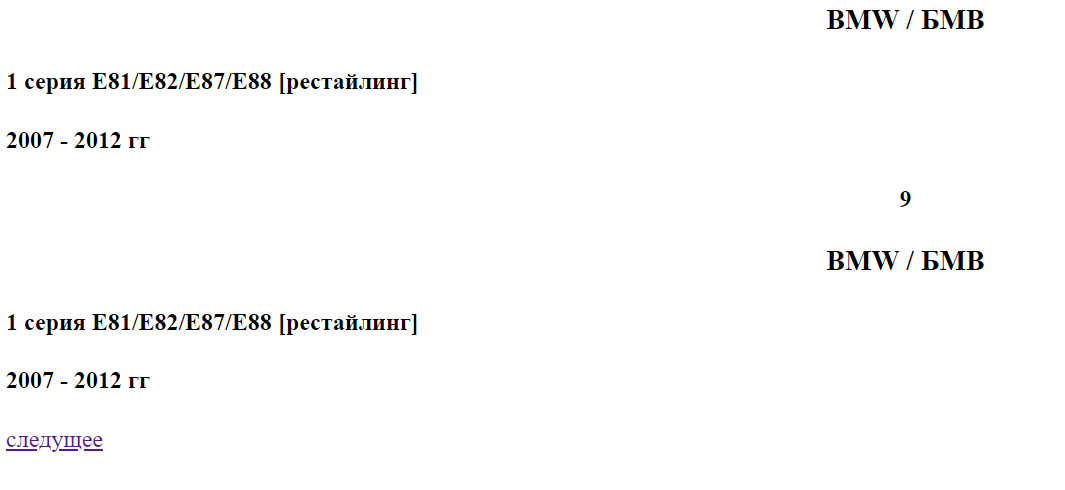 BMW / БМВ
1 серия E81/E82/E87/E88 [рестайлинг]
2007 - 2012 гг
9
BMW / БМВ
1 серия E81/E82/E87/E88 [рестайлинг]
2007 - 2012 гг
следущее